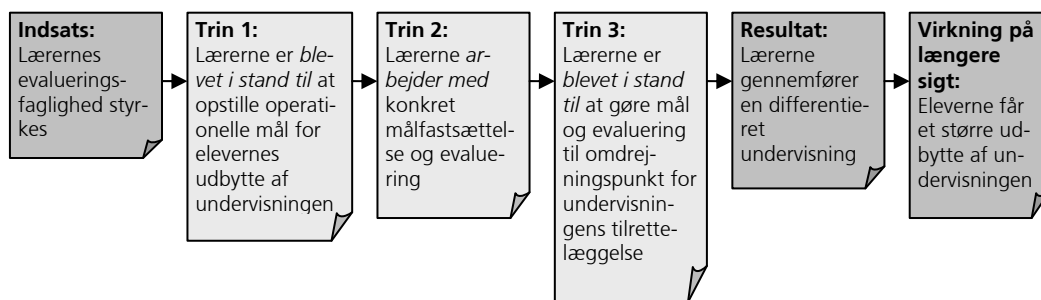 Indsats:
Lærernes
evaluerings-
faglighed styr-
kes
Trin 1:
Lærerne er ble-
vet i stand til at
opstille operati-
onelle mål for
elevernes
udbytte af
undervisningen
Trin 2:
Lærerne ar-
bejder med
konkret
målfastsættel-
se og evalue-
ring
Trin 3:
Lærerne er
blevet i stand
til at gøre mål
og evaluering
til omdrej-
ningspunkt for
undervisnin-
gens tilrette-
læggelse
Resultat:
Lærerne
gennemfører
en differentie-
ret
undervisning
Virkning på
længere
sigt:
Eleverne får
et større ud-
bytte af un-
dervisningen